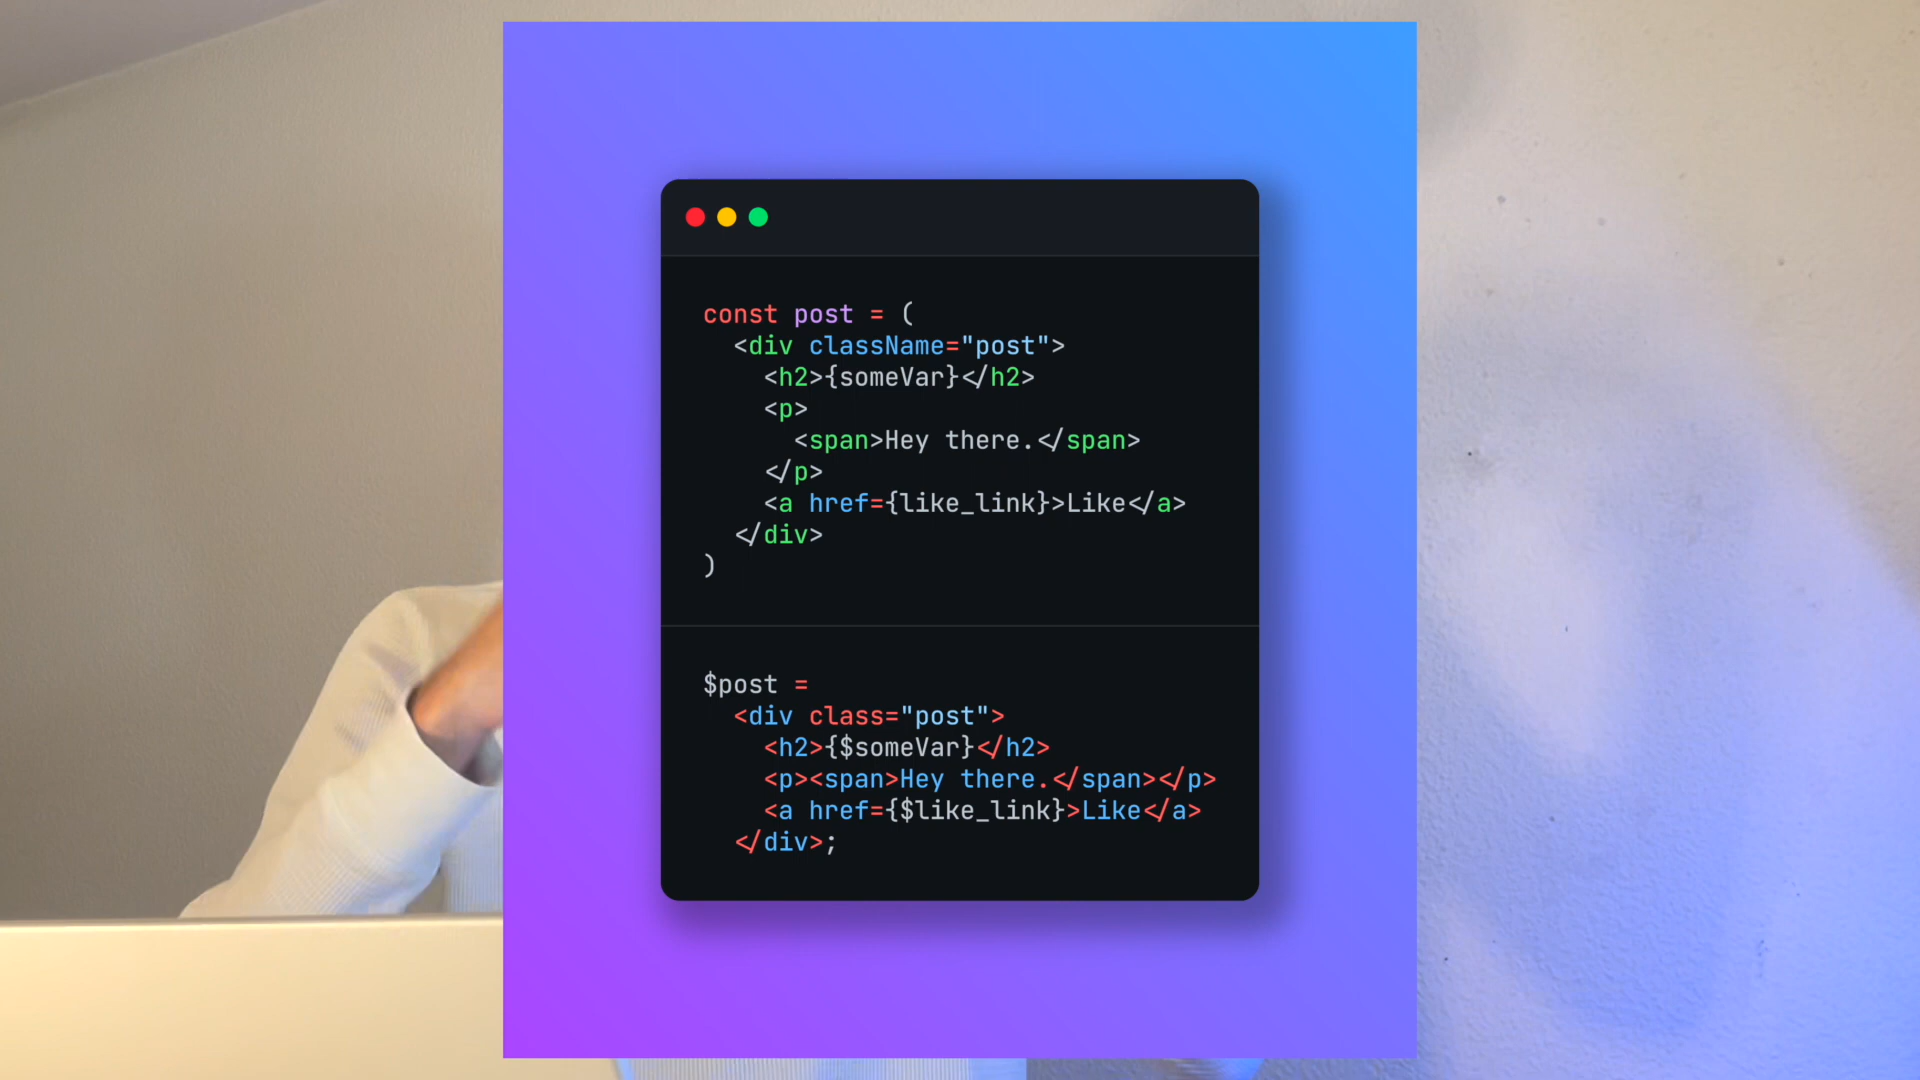 const post = (
<div className="post">
<h2>{someVar}</h2>
<p>
<span>Hey there.</span>
</p>
<a href={like_link}>Like</a>
</div>
)
$post =
<div class="post">
<h2>{$someVar}</h2>
<p><span>Hey there.</span></p>
<a href={$like_link}>Like</a>
</div>;